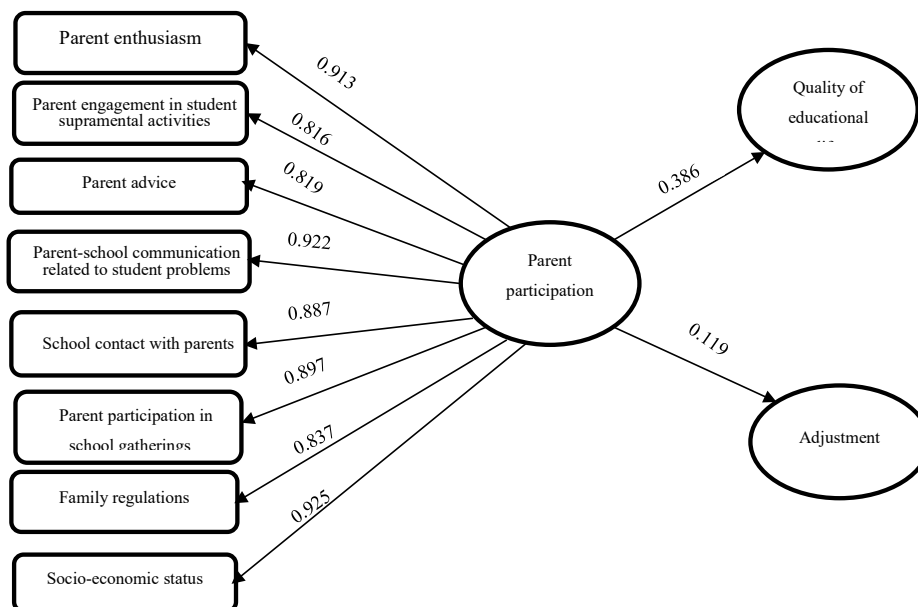 Parent enthusiasm
Parent engagement in student
supramental activities
Parent advice
Parent-school communication
related to student problems
School contact with parents
Parent participation in
school gatherings
Family regulations
Socio-economic status
0.913
0.816
0.819
0.922
0.887
0.897
0.837
0.925
Parent
participation
0.386
0.119
Quality of
educational
Adjustment